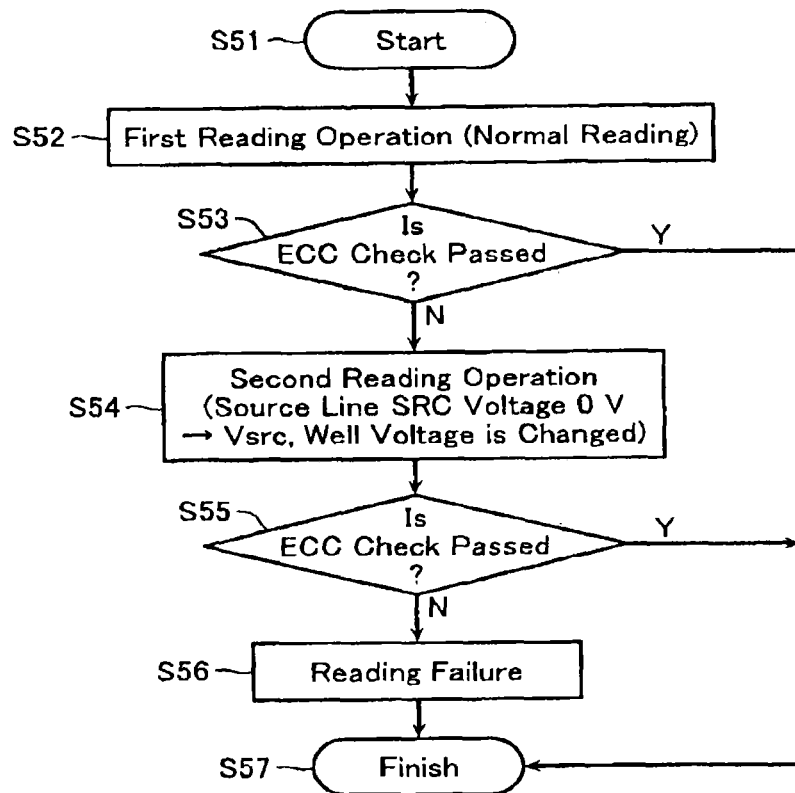 S51
Start
S52
First Reading Operation (Normal Reading)
S53
Is
ECC Check Passed
?
Y
N
S54
Second Reading Operation
(Source Line SRC Voltage 0 V
→ Vsrc, Well Voltage is Changed)
S55
Is
ECC Check Passed
?
Y
N
S56
Reading Failure
S57
Finish